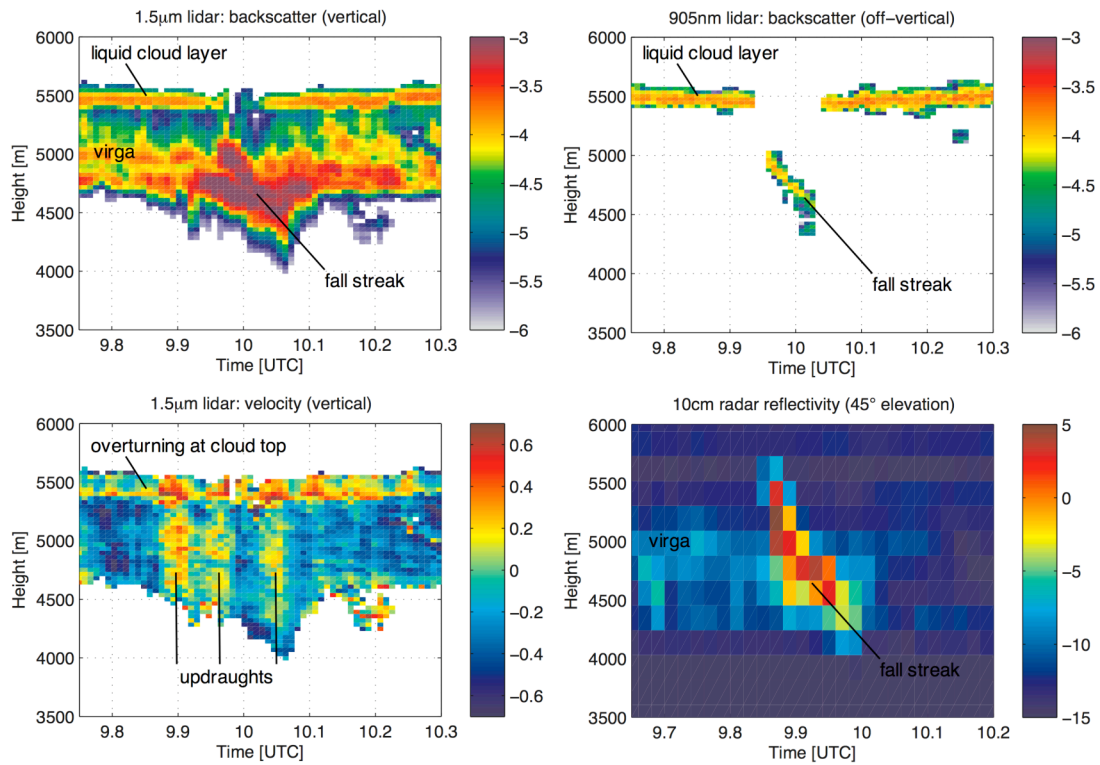 1.5μm lidar: backscatter (vertical)
6000
5500
5000
4500
4000
3500
Height [m]
liquid cloud layer
virga
fall streak
9.8 9.9 10 10.1 10.2 10.3
Time [UTC]
−3
−3.5
−4
−4.5
−5
−5.5
−6
905nm lidar: backscatter (off−vertical)
6000
5500
5000
4500
4000
3500
Height [m]
liquid cloud layer
fall streak
9.8 9.9 10 10.1 10.2 10.3
Time [UTC]
−3
−3.5
−4
−4.5
−5
−5.5
−6
1.5μm lidar: velocity (vertical)
6000
5500
5000
4500
4000
3500
Height [m]
overturning at cloud top
updraughts
9.8 9.9 10 10.1 10.2 10.3
Time [UTC]
0.6
0.4
0.2
0
−0.2
−0.4
−0.6
10cm radar reflectivity (45° elevation)
6000
5500
5000
4500
4000
3500
Height [m]
virga
fall streak
9.7 9.8 9.9 10 10.1 10.2
Time [UTC]
5
0
−5
−10
−15